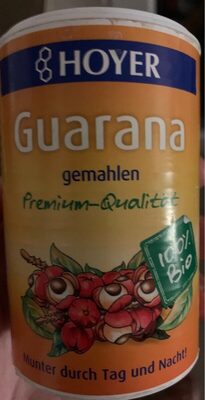 HOYER
Guarana
gemahlen
Premium-Qualität
100%
Bio
Munter durch Tag und Nacht!